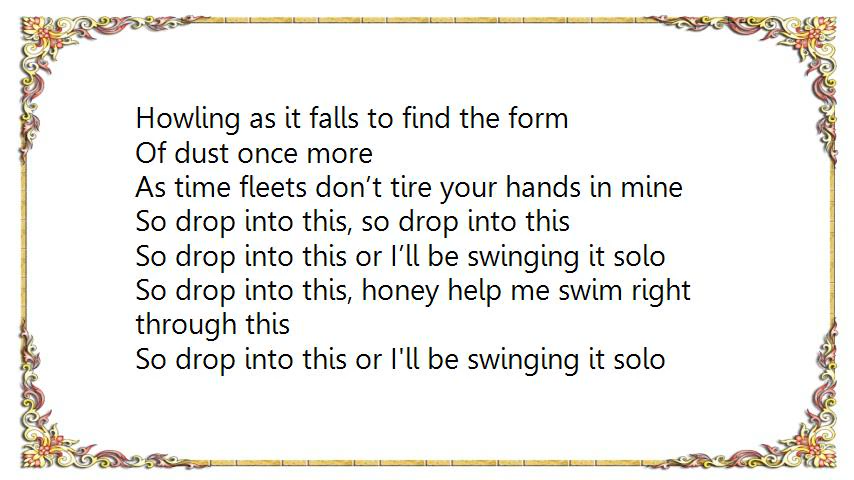 Howling as it falls to find the form
Of dust once more
As time fleets don’t tire your hands in mine
So drop into this, so drop into this
So drop into this or I’ll be swinging it solo
So drop into this, honey help me swim right
through this
So drop into this or I'll be swinging it solo